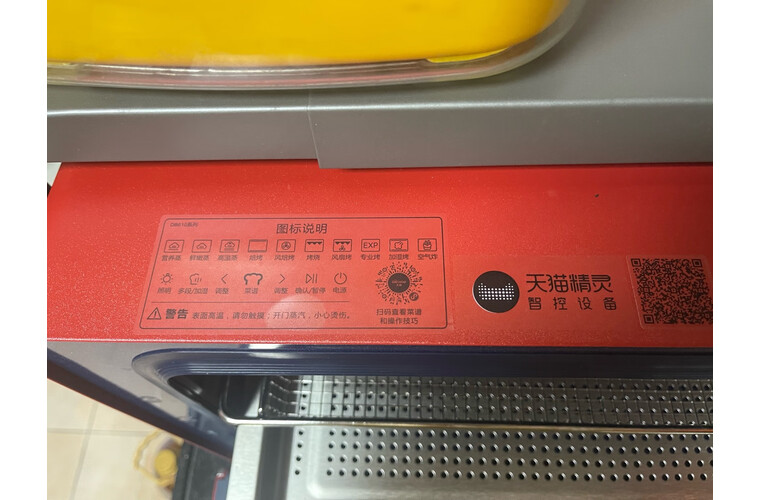 图标说明
营养蒸 鲜嫩蒸 高温蒸 烘烤 风焙烤 烤烧 风扇烤 EXP 专业烤 加湿烤 空气炸
照明 多段/加湿 调整 菜谱 调整 确认/暂停 电源
扫码查看菜谱
和操作技巧
警告 表面高温,请勿触摸;开门蒸汽,小心烫伤。
天猫精灵
智控设备